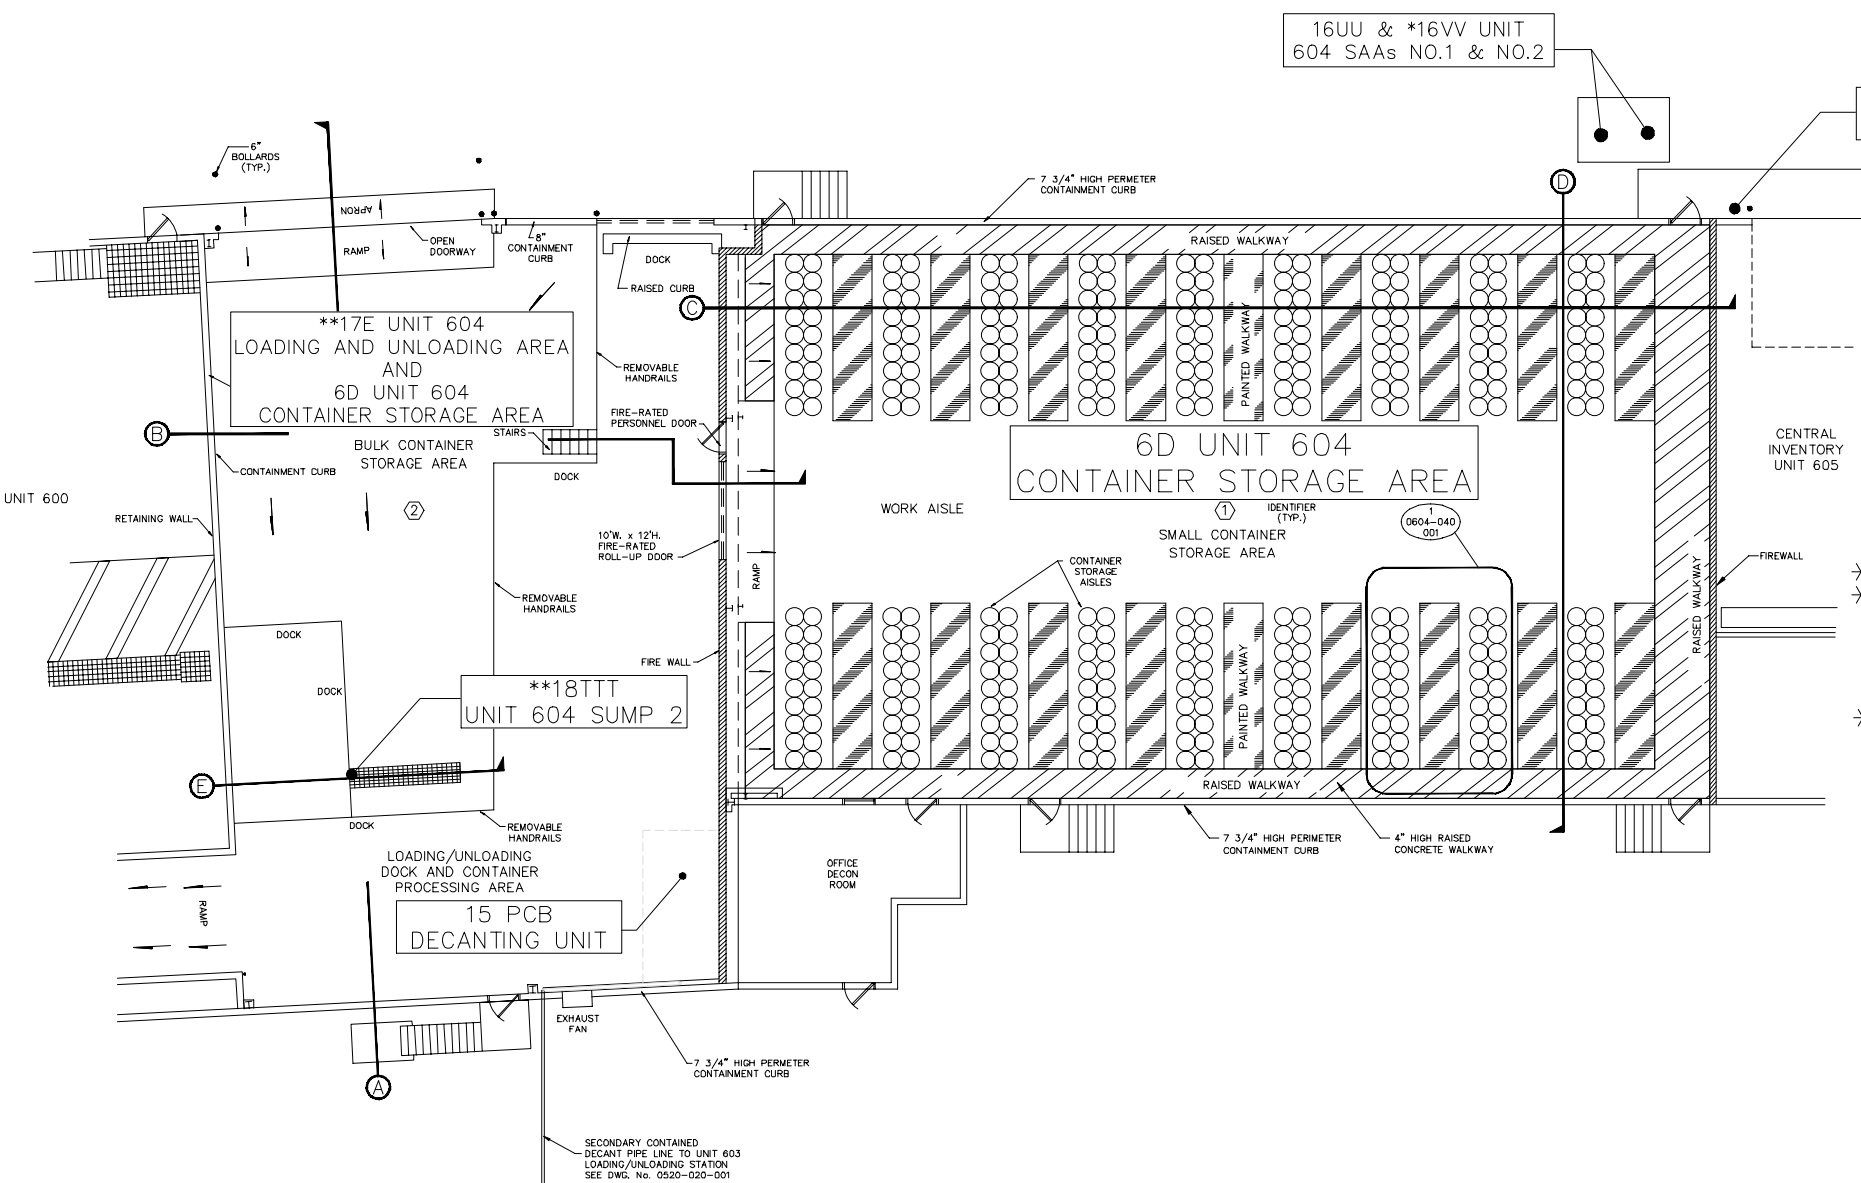 16UU & *16VV UNIT
604 SAAs NO.1 & NO.2
6"
BOLLARDS
(TYP.)
APRON
RAMP
OPEN
DOORWAY
8"
CONTAINMENT
CURB
DOCK
RAISED CURB
7 3/4" HIGH PERMETER
CONTAINMENT CURB
D
RAISED WALKWAY
C
**17E UNIT 604
LOADING AND UNLOADING AREA
AND
6D UNIT 604
CONTAINER STORAGE AREA
REMOVABLE
HANDRAILS
PAINTED WALKWAY
FIRE-RATED
PERSONNEL DOOR
B
STAIRS
BULK CONTAINER
STORAGE AREA
CONTAINMENT CURB
DOCK
6D UNIT 604
CONTAINER STORAGE AREA
CENTRAL
INVENTORY
UNIT 605
UNIT 600
RETAINING WALL
2
WORK AISLE
1
IDENTIFIER
(TYP.)
1
0604-040
001
SMALL CONTAINER
STORAGE AREA
10'W. x 12'H.
FIRE-RATED
ROLL-UP DOOR
RAMP
CONTAINER
STORAGE
AISLES
FIREWALL
RAISED WALKWAY
REMOVABLE
HANDRAILS
DOCK
DOCK
FIRE WALL
**18TTT
UNIT 604 SUMP 2
PAINTED WALKWAY
E
RAISED WALKWAY
DOCK
REMOVABLE
HANDRAILS
7 3/4" HIGH PERIMETER
CONTAINMENT CURB
4" HIGH RAISED
CONCRETE WALKWAY
LOADING/UNLOADING
DOCK AND CONTAINER
PROCESSING AREA
OFFICE
DECON
ROOM
RAMP
15 PCB
DECANTING UNIT
EXHAUST
FAN
7 3/4" HIGH PERMETER
CONTAINMENT CURB
A
SECONDARY CONTAINED
DECANT PIPE LINE TO UNIT 603
LOADING/UNLOADING STATION
SEE DWG. No. 0520-020-001